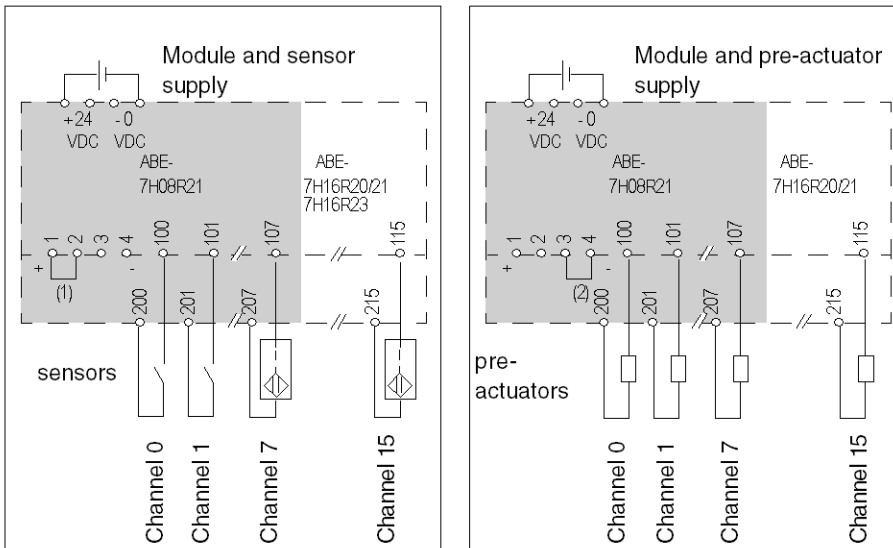 Module and sensor
supply
+24 -0
VDC VDC
ABE-
7H08R21
ABE-
7H16R20/21
7H16R23
1 2 3 4 100 101 107 115
+ -
(1)
200 201 207 215
sensors
Channel 0
Channel 1
Channel 7
Channel 15
Module and pre-actuator
supply
+24 -0
VDC VDC
ABE-
7H08R21
ABE-
7H16R20/21
1 2 3 4 100 101 107 115
+ -
(2)
200 201 207 215
pre-
actuators
Channel 0
Channel 1
Channel 7
Channel 15